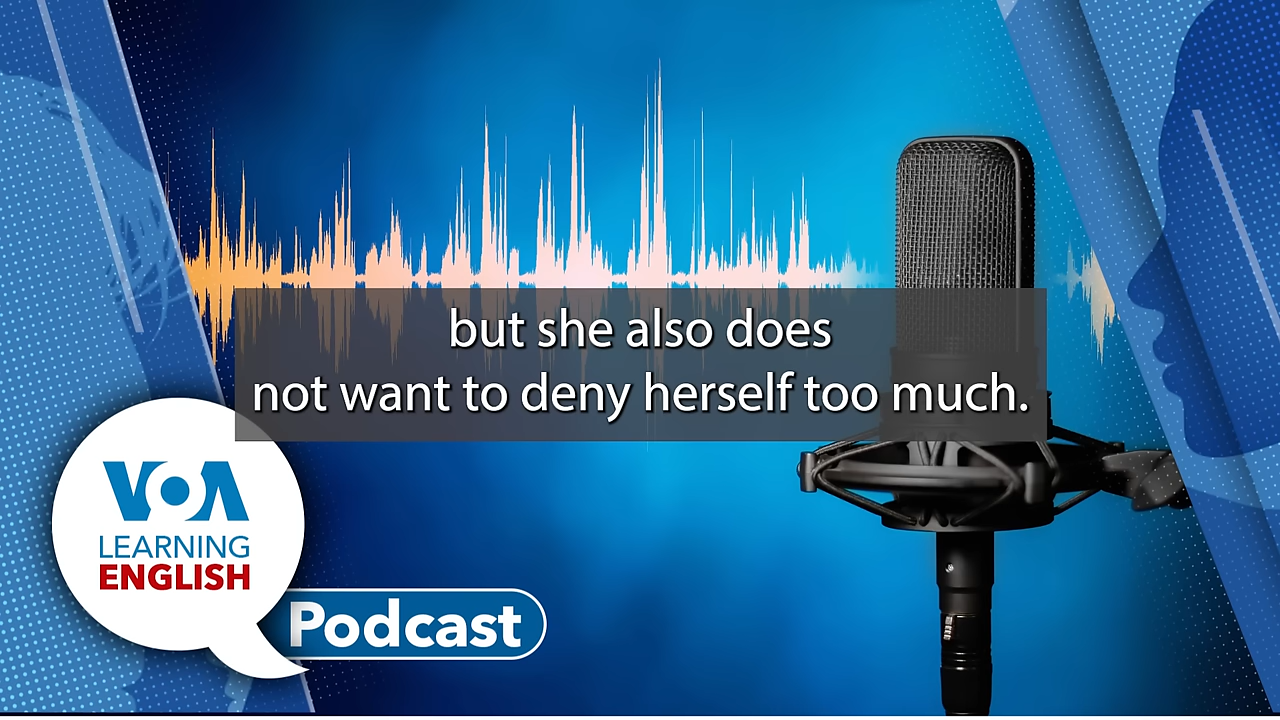 but she also does
not want to deny herself too much.
VOA
LEARNING
ENGLISH
Podcast